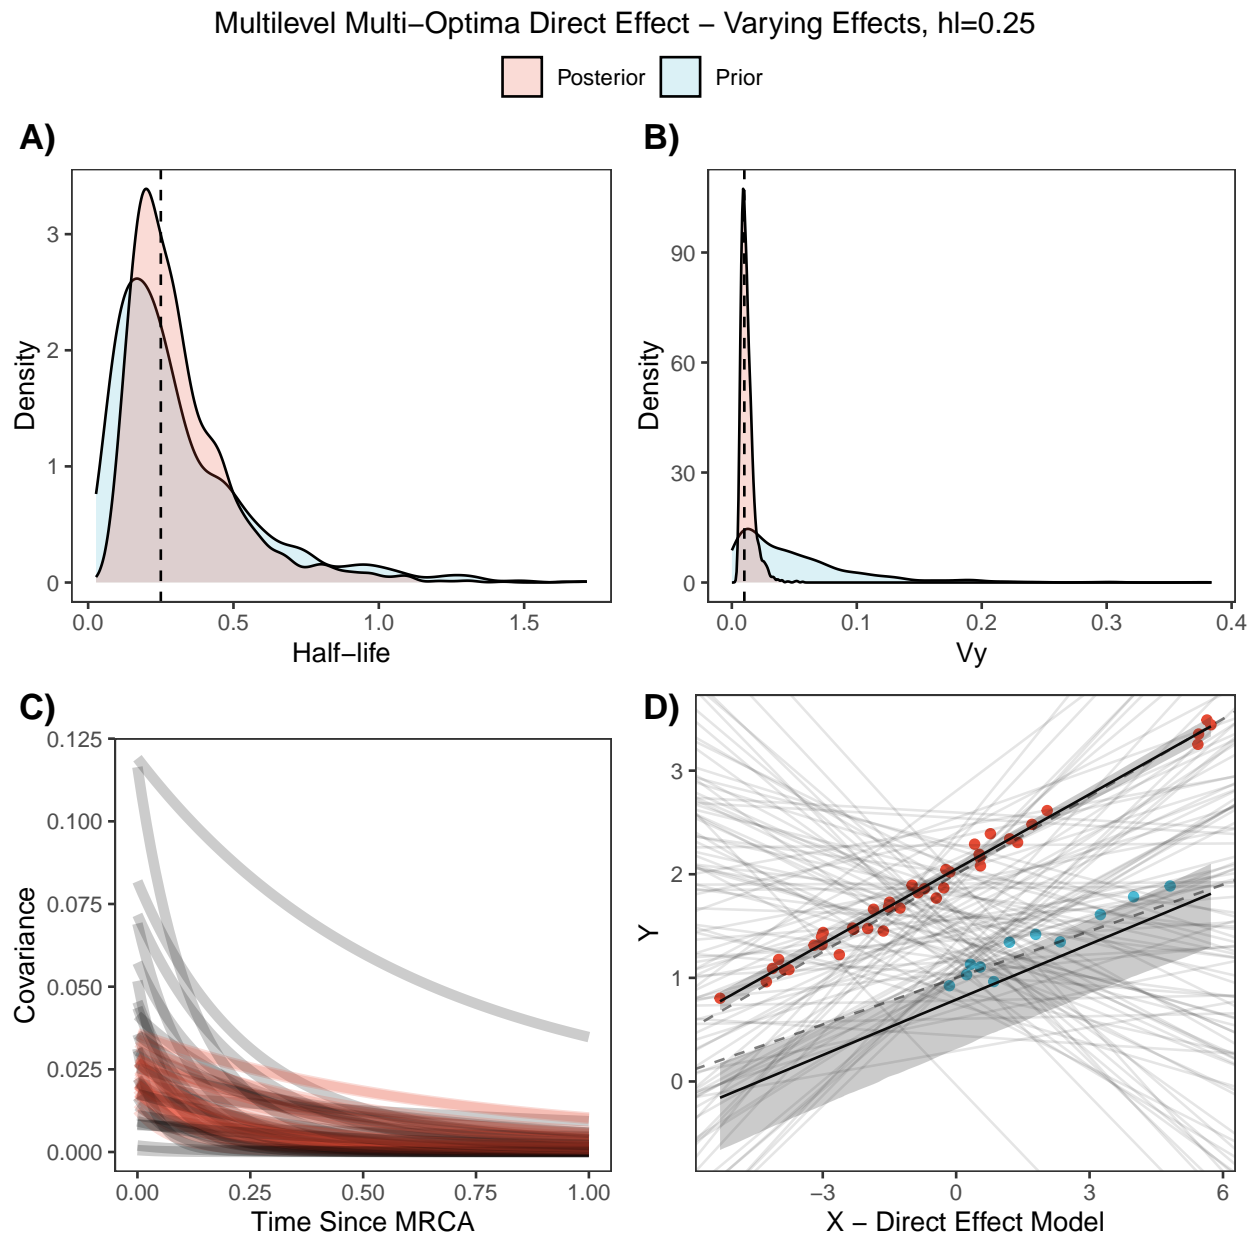 Multilevel Multi−Optima Direct Effect − Varying Effects, hl=0.25
Posterior Prior
A)
3
2
1
0
Density
0.0 0.5 1.0 1.5
Half−life
B)
90
60
30
0
Density
0.0 0.1 0.2 0.3 0.4
Vy
C)
0.125
0.100
0.075
0.050
0.025
0.000
Covariance
0.00 0.25 0.50 0.75 1.00
Time Since MRCA
D)
3
2
1
0
Y
−3 0 3 6
X − Direct Effect Model